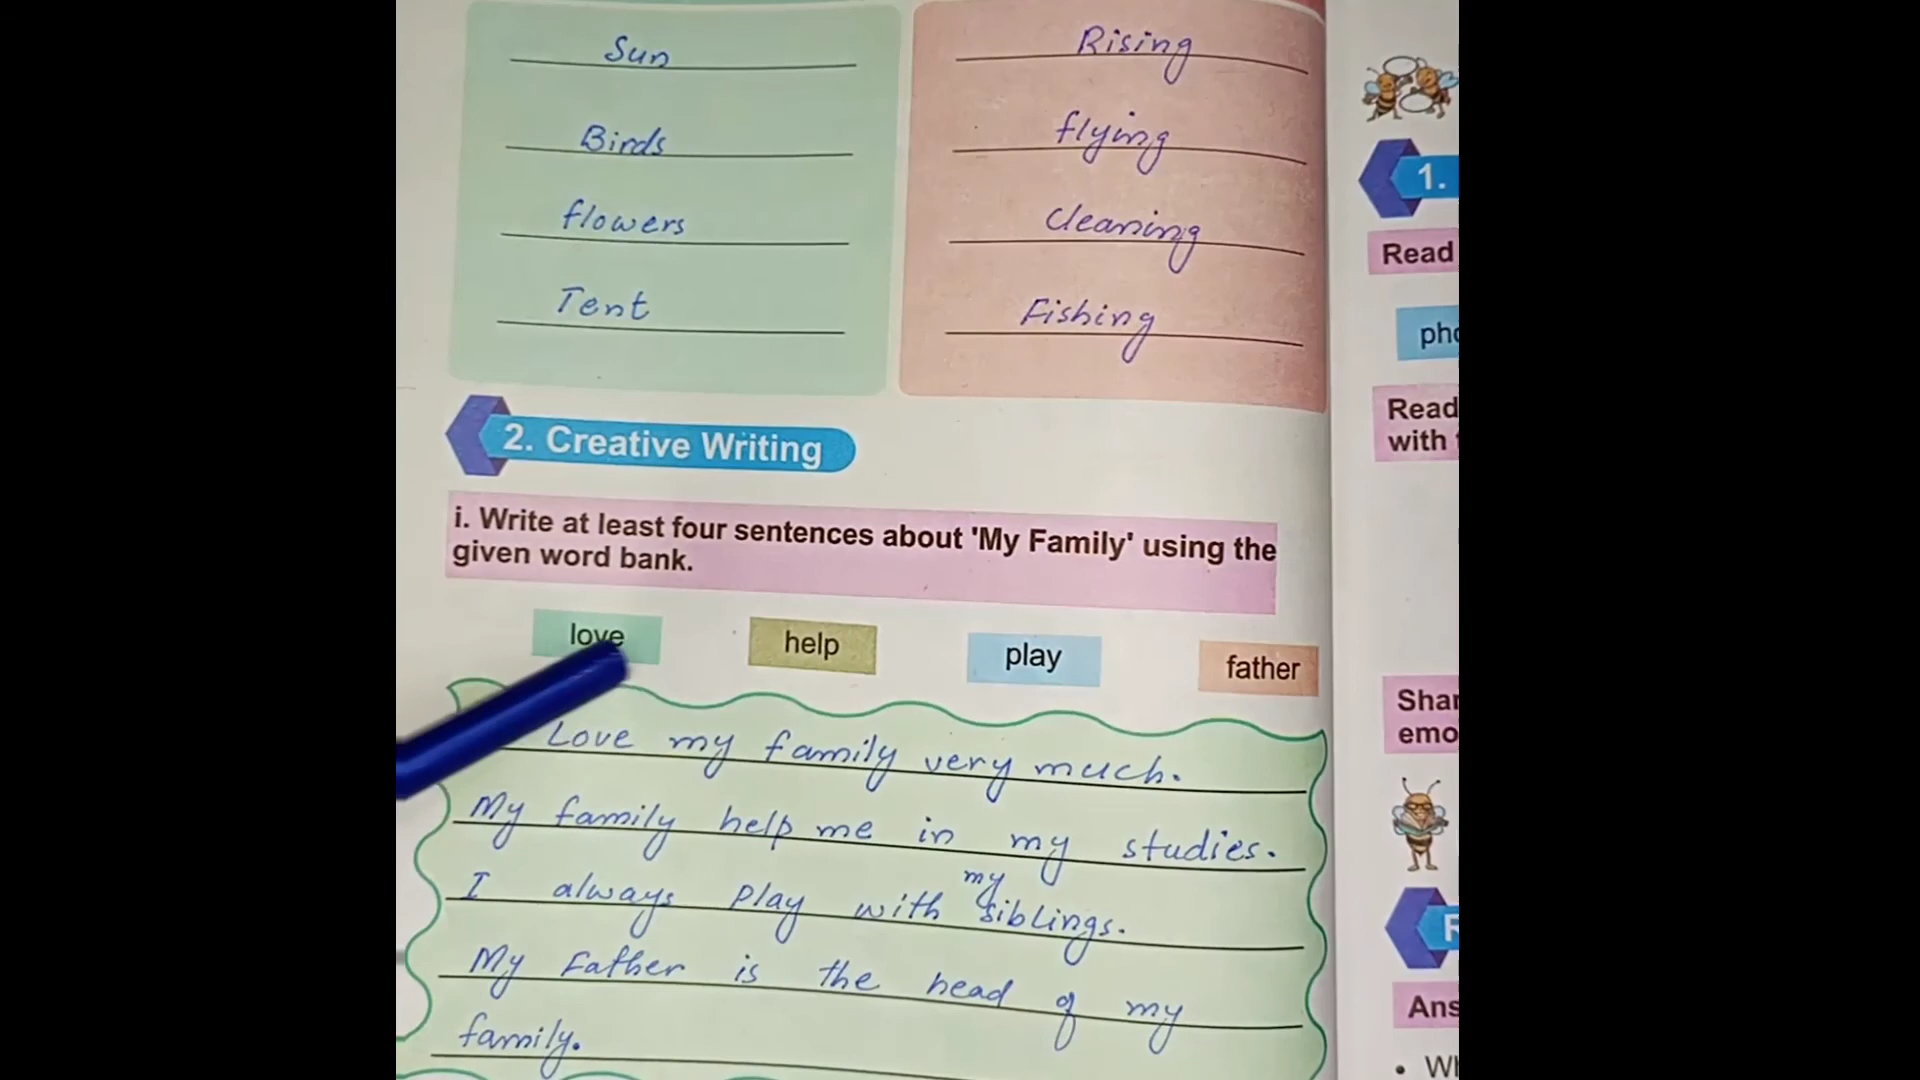 Sun
Rising
Birds
flying
flowers
cleaning
Tent
Fishing
2. Creative Writing
i. Write at least four sentences about 'My Family' using the
given word bank.
love
help
play
father
Love my family very much.
My family help me in my studies.
I always play with my siblings.
My Father is the head of my
family.
1.
Read
Read
with